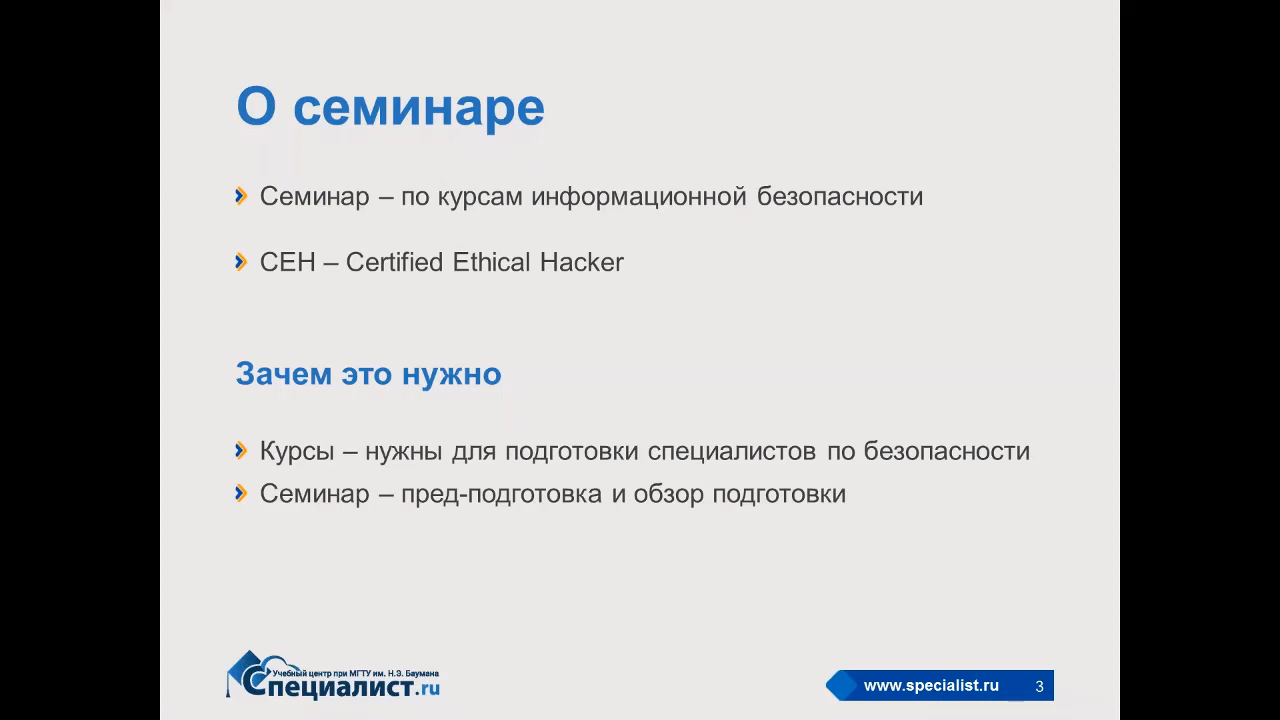 О семинаре
Семинар – по курсам информационной безопасности
CEH – Certified Ethical Hacker
Зачем это нужно
Курсы – нужны для подготовки специалистов по безопасности
Семинар – пред-подготовка и обзор подготовки
Учебный центр при МГТУ им. Н.Э. Баумана
Специалист.ru
www.specialist.ru 3